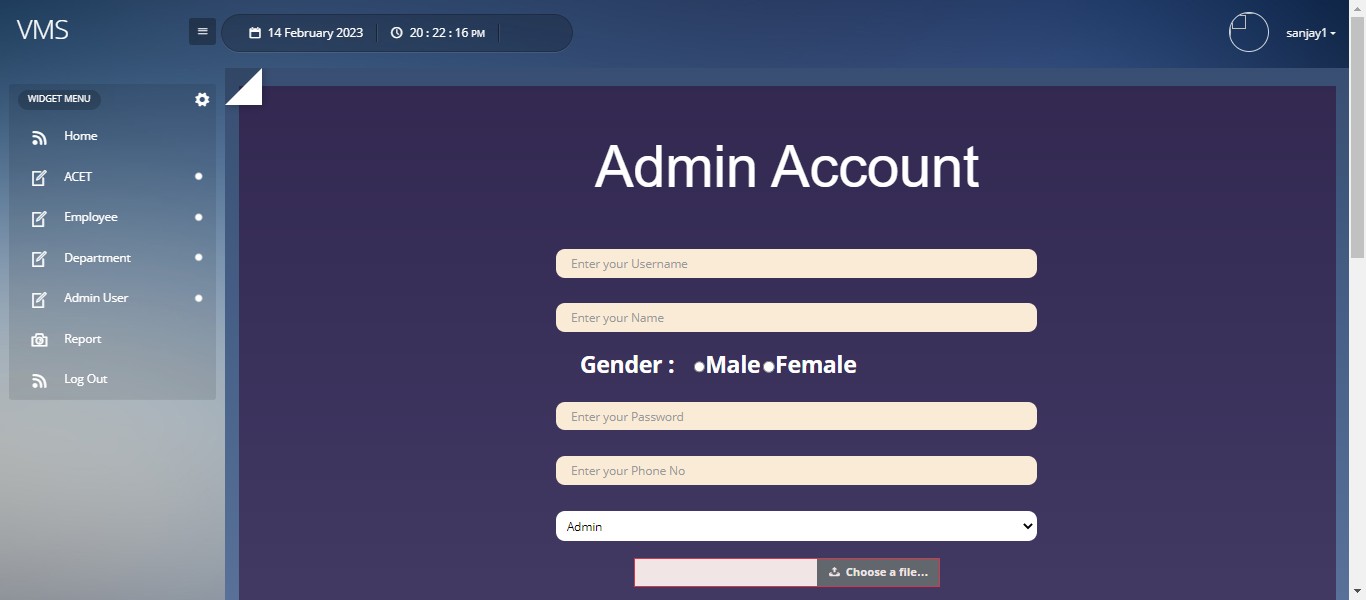 VMS
14 February 2023 20 : 22 : 16 PM
sanjay1
WIDGET MENU
Home
ACET
Employee
Department
Admin User
Report
Log Out
Admin Account
Enter your Username
Enter your Name
Gender : Male Female
Enter your Password
Enter your Phone No
Admin
Choose a file...